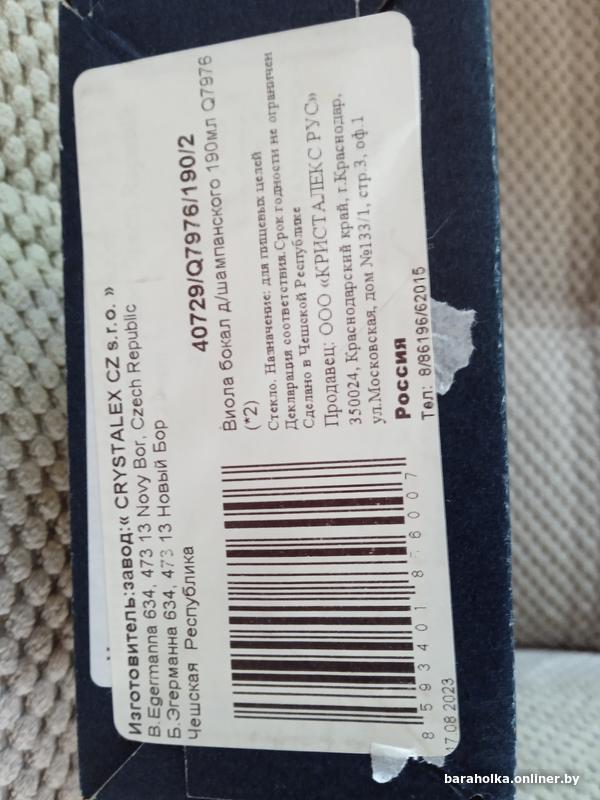 Изготовитель:завод:« CRYSTALEX CZ s.r.o. »
B.Egermanna 634, 473 13 Novy Bor, Czech Republic
Б.Эгерманна 634, 473 13 Новый Бор
Чешская Республика
40729/Q7976/190/2
Виола бокал д/шампанского 190мл Q7976
(*2)
Стекло. Назначение: для пищевых целей
Декларация соответствия.Срок годности не ограничен
Сделано в Чешской Республике
Продавец: ООО «КРИСТАЛЕКС РУС»
350024, Краснодарский край, г.Краснодар,
ул.Московская, дом №133/1, стр.3, оф.1
Россия
Тел: 8/86196/62015
8 593401 8 6007
17.08.2023
baraholka.onliner.by